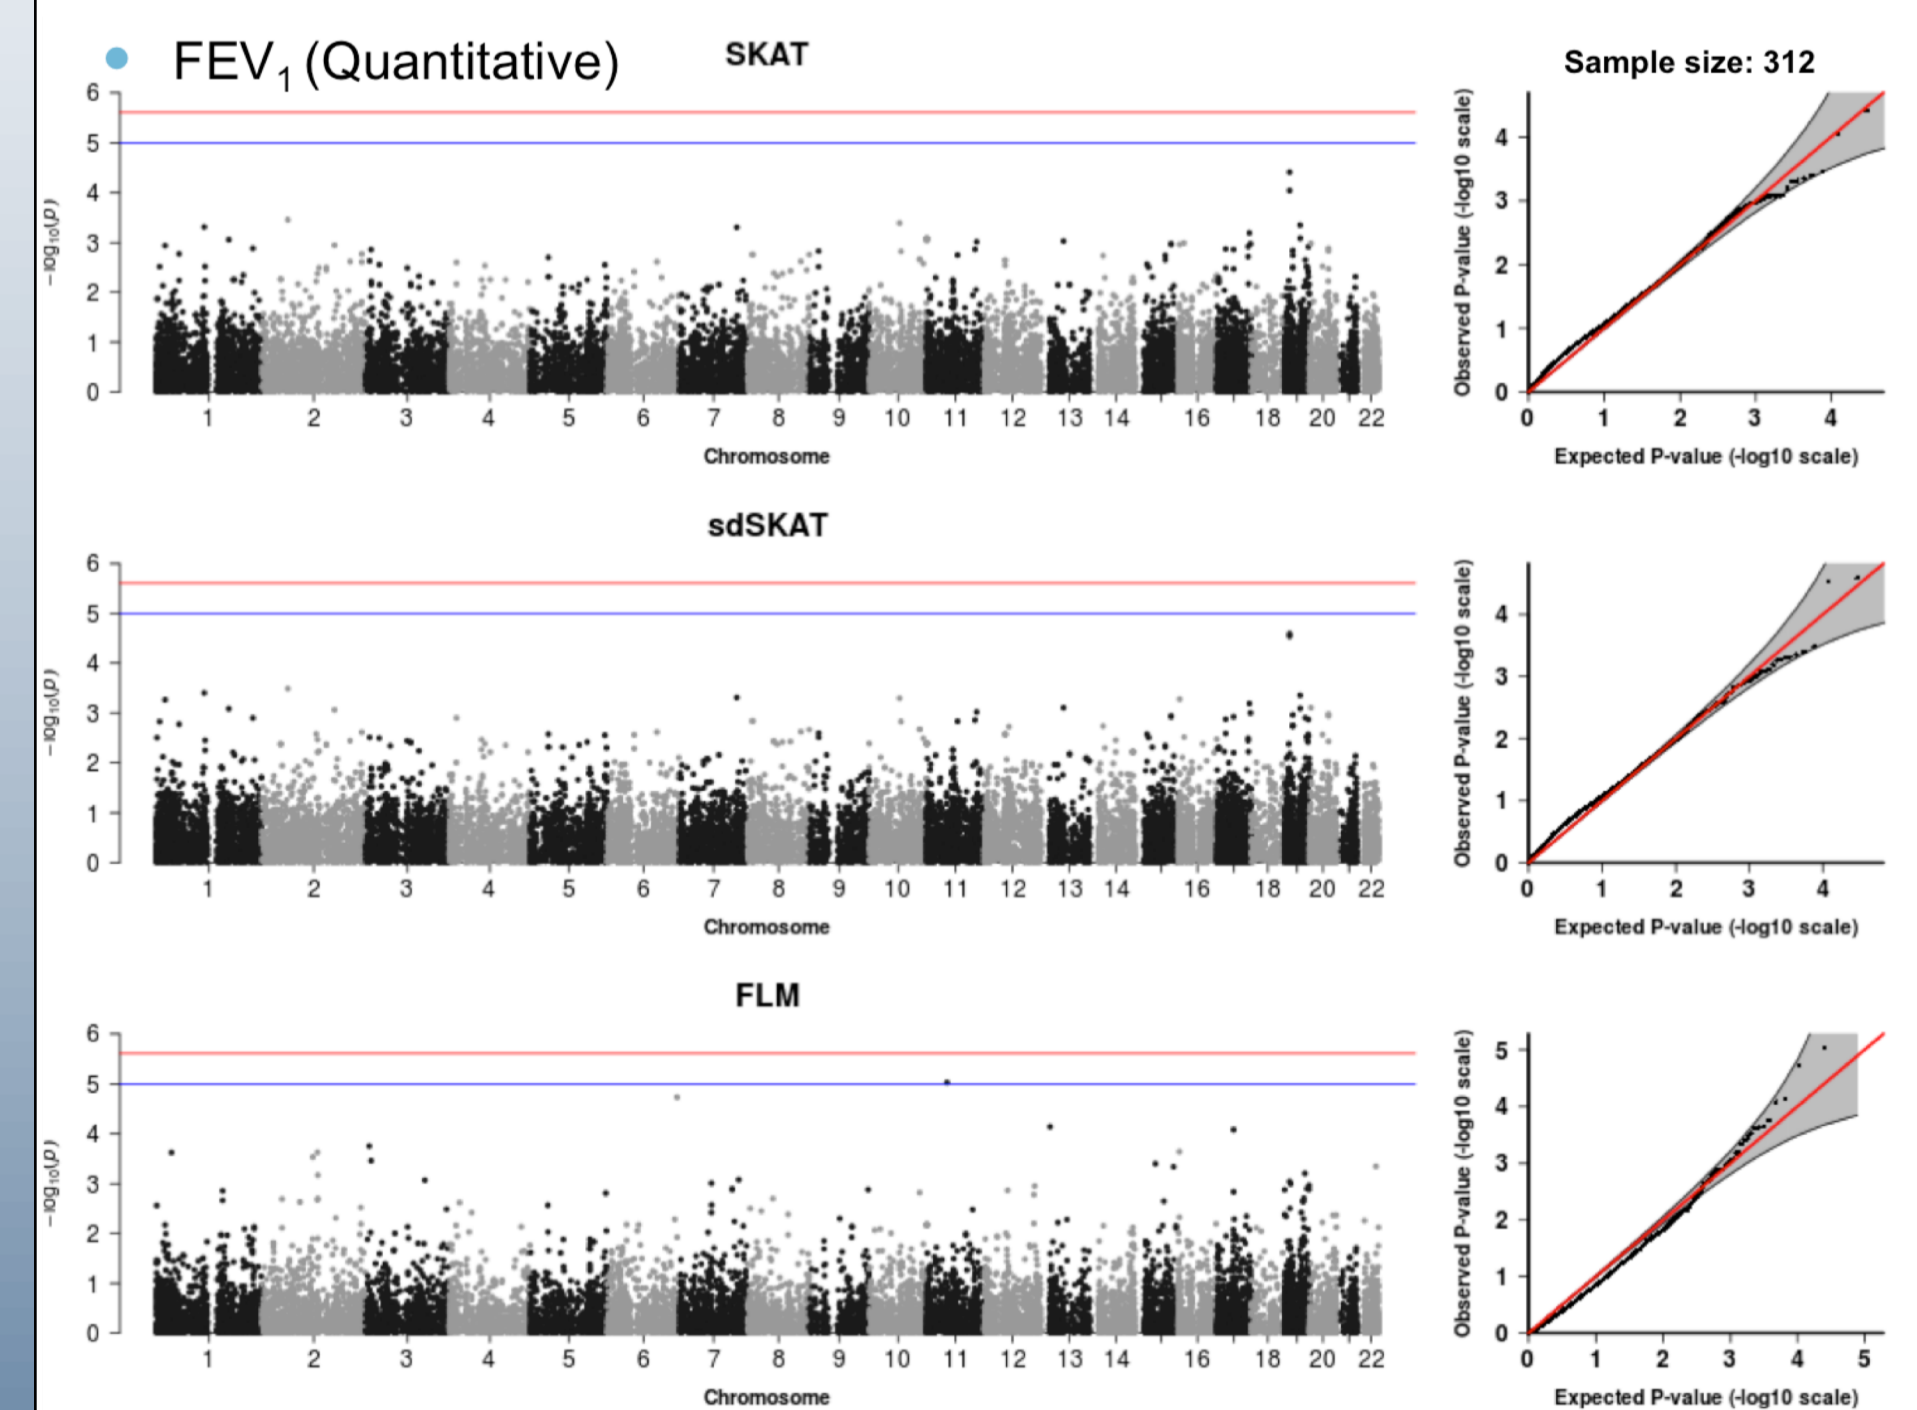 FEV1 (Quantitative)
SKAT
Sample size: 312
6
5
4
3
2
1
0
−log10(p)
1 2 3 4 5 6 7 8 9 10 11 12 13 14 16 18 20 22
Chromosome
4
3
2
1
0
Observed P-value (-log10 scale)
0 1 2 3 4
Expected P-value (-log10 scale)
sdSKAT
6
5
4
3
2
1
0
−log10(p)
1 2 3 4 5 6 7 8 9 10 11 12 13 14 16 18 20 22
Chromosome
4
3
2
1
0
Observed P-value (-log10 scale)
0 1 2 3 4
Expected P-value (-log10 scale)
FLM
6
5
4
3
2
1
0
−log10(p)
1 2 3 4 5 6 7 8 9 10 11 12 13 14 16 18 20 22
Chromosome
5
4
3
2
1
0
Observed P-value (-log10 scale)
0 1 2 3 4 5
Expected P-value (-log10 scale)